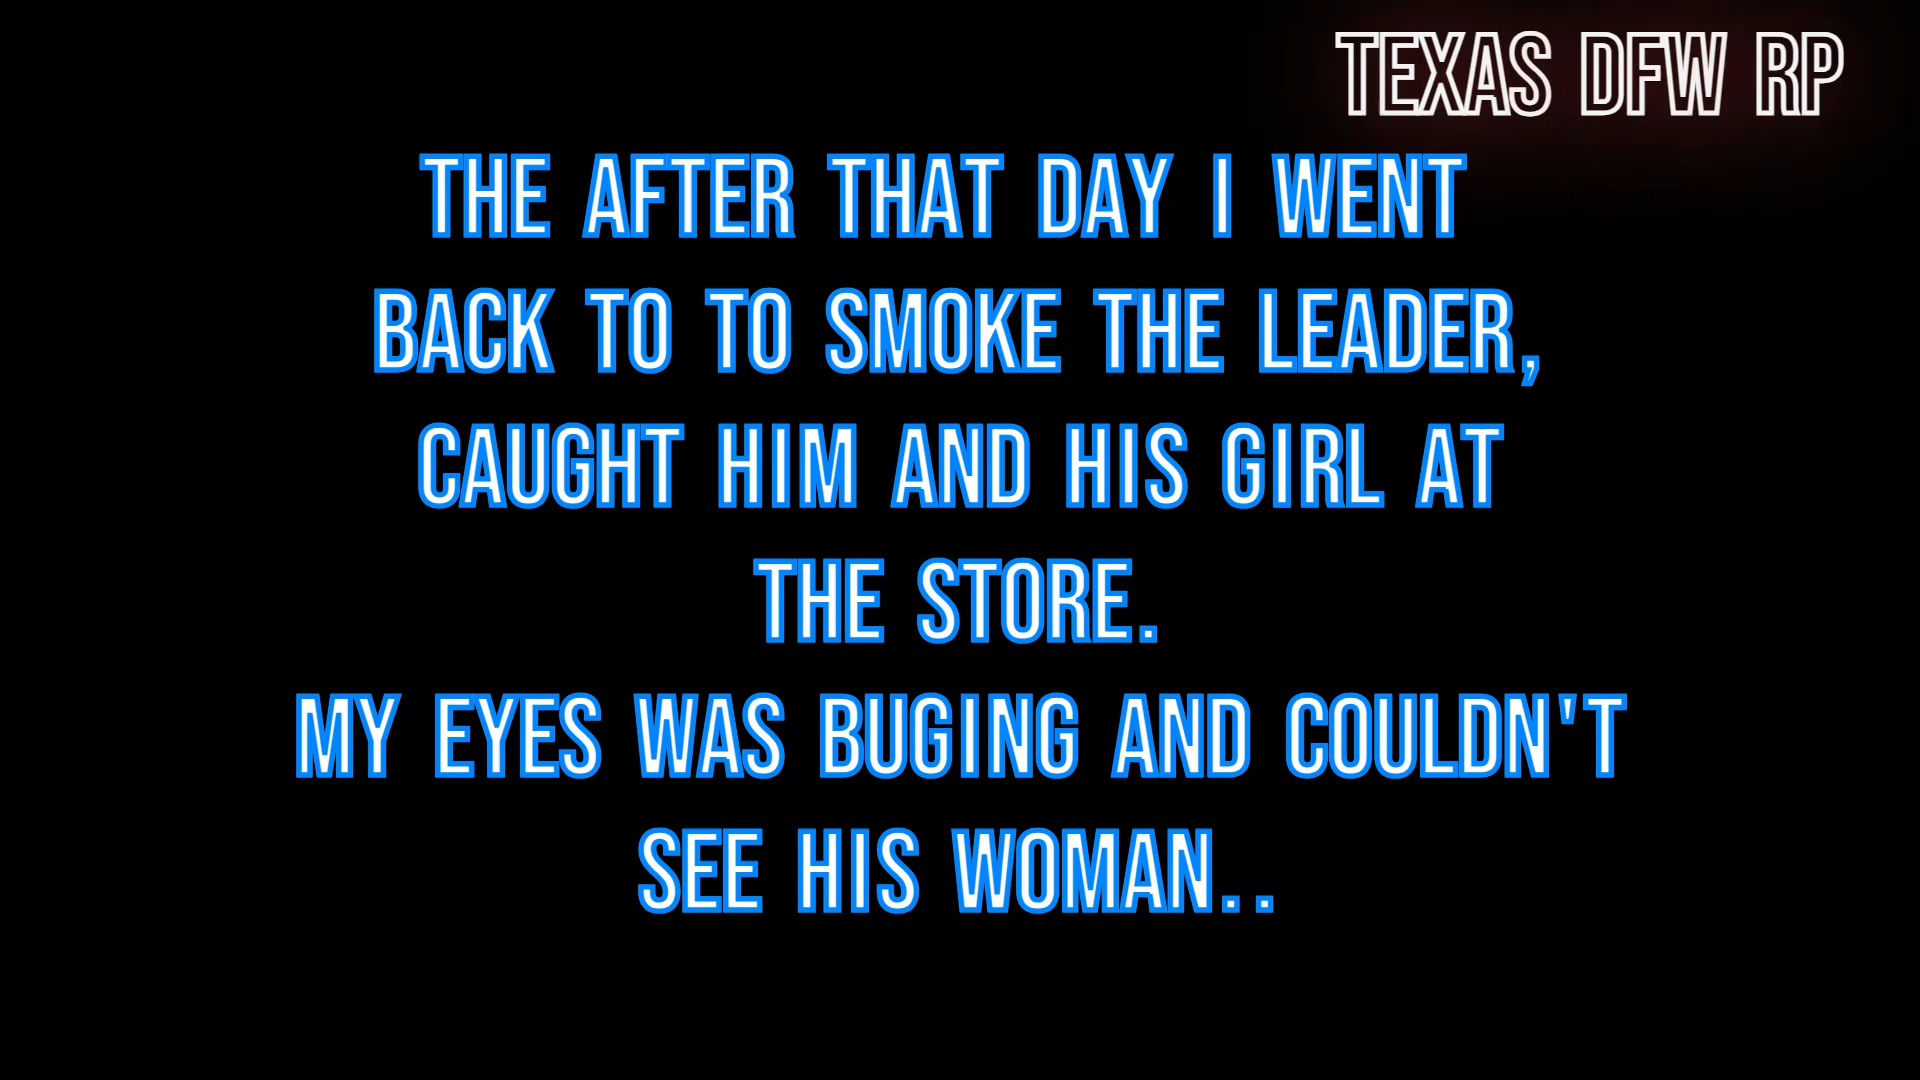 TEXAS DFW RP
THE AFTER THAT DAY I WENT
BACK TO TO SMOKE THE LEADER,
CAUGHT HIM AND HIS GIRL AT
THE STORE.
MY EYES WAS BUGING AND COULDN'T
SEE HIS WOMAN..